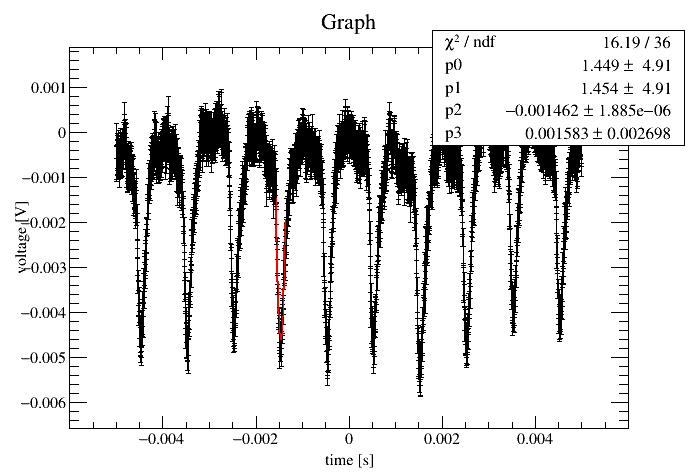 Graph
χ² / ndf 16.19 / 36
p0 1.449 ± 4.91
p1 1.454 ± 4.91
p2 −0.001462 ± 1.885e−06
p3 0.001583 ± 0.002698
0.001
0
−0.001
−0.002
−0.003
−0.004
−0.005
−0.006
voltage [V]
−0.004 −0.002 0 0.002 0.004
time [s]